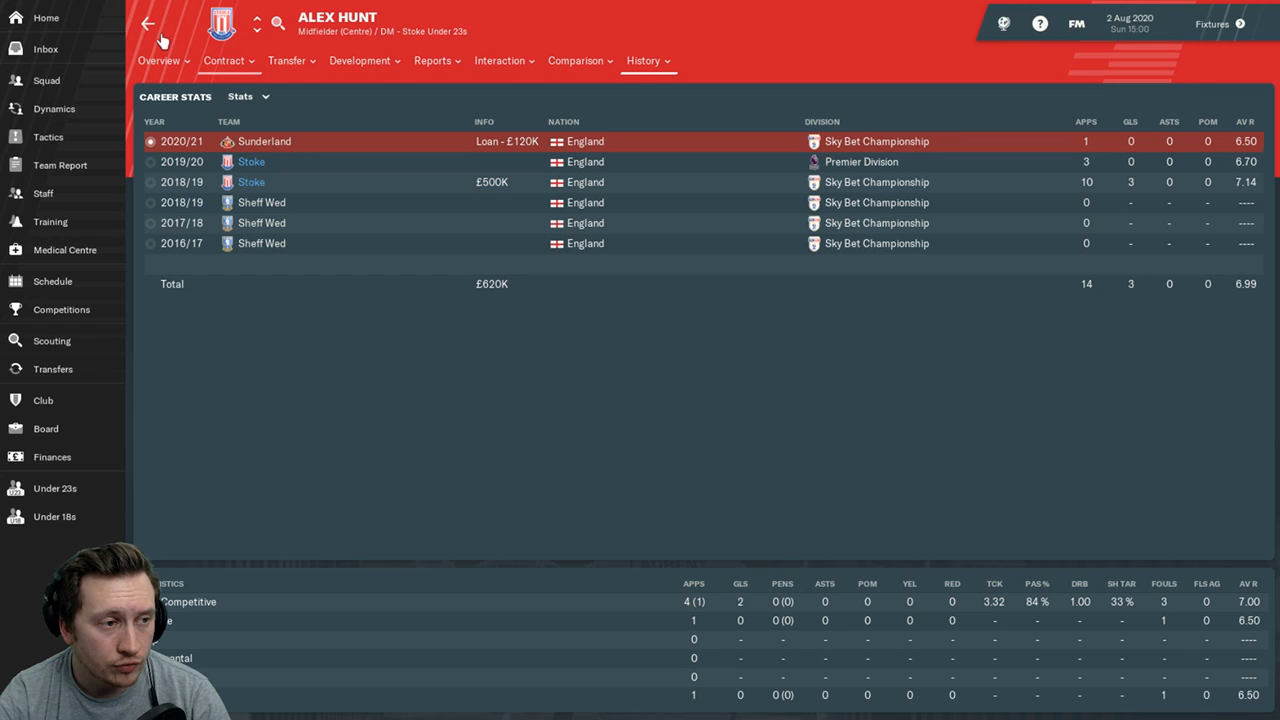 Home
Inbox
Squad
Dynamics
Tactics
Team Report
Staff
Training
Medical Centre
Schedule
Competitions
Scouting
Transfers
Club
Board
Finances
U23 Under 23s
U18 Under 18s
ALEX HUNT
Midfielder (Centre) / DM - Stoke Under 23s
? FM 2 Aug 2020 Fixtures
Sun 15:00
Overview Contract Transfer Development Reports Interaction Comparison History
CAREER STATS Stats
YEAR TEAM INFO NATION DIVISION APPS GLS ASTS POM AV R
2020/21 Sunderland Loan - £120K England Sky Bet Championship 1 0 0 0 6.50
2019/20 Stoke England Premier Division 3 0 0 0 6.70
2018/19 Stoke £500K England Sky Bet Championship 10 3 0 0 7.14
2018/19 Sheff Wed England Sky Bet Championship 0 - - - ----
2017/18 Sheff Wed England Sky Bet Championship 0 - - - ----
2016/17 Sheff Wed England Sky Bet Championship 0 - - - ----
Total £620K 14 3 0 0 6.99
ISTICS APPS GLS PENS ASTS POM YEL RED TCK PAS % DRB SH TAR FOULS FLS AG AV R
Competitive 4 (1) 2 0 (0) 0 0 0 0 3.32 84 % 1.00 33 % 3 0 7.00
e 1 0 0 (0) 0 0 0 0 - - - - 1 0 6.50
0 - - - - - - - - - - - - ----
ental 0 - - - - - - - - - - - - ----
0 - - - - - - - - - - - - ----
1 0 0 (0) 0 0 0 0 - - - - 1 0 6.50